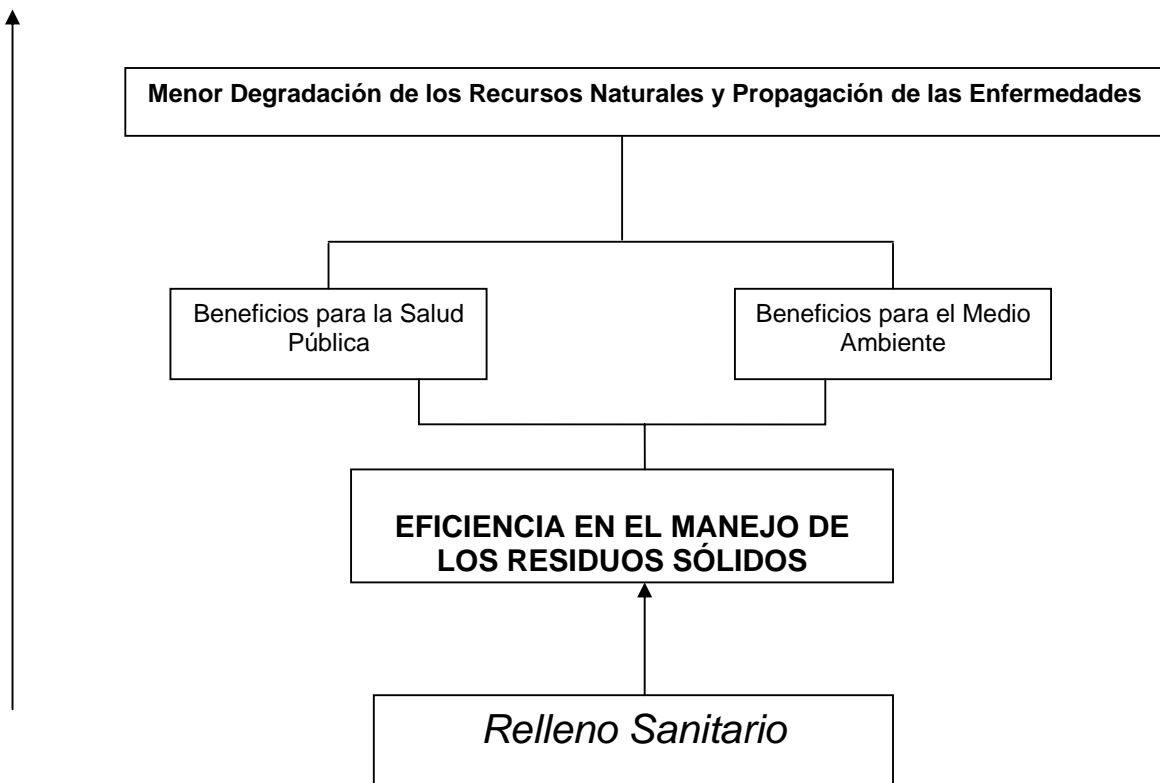 Menor Degradación de los Recursos Naturales y Propagación de las Enfermedades
Beneficios para la Salud
Pública
Beneficios para el Medio
Ambiente
EFICIENCIA EN EL MANEJO DE
LOS RESIDUOS SÓLIDOS
Relleno Sanitario